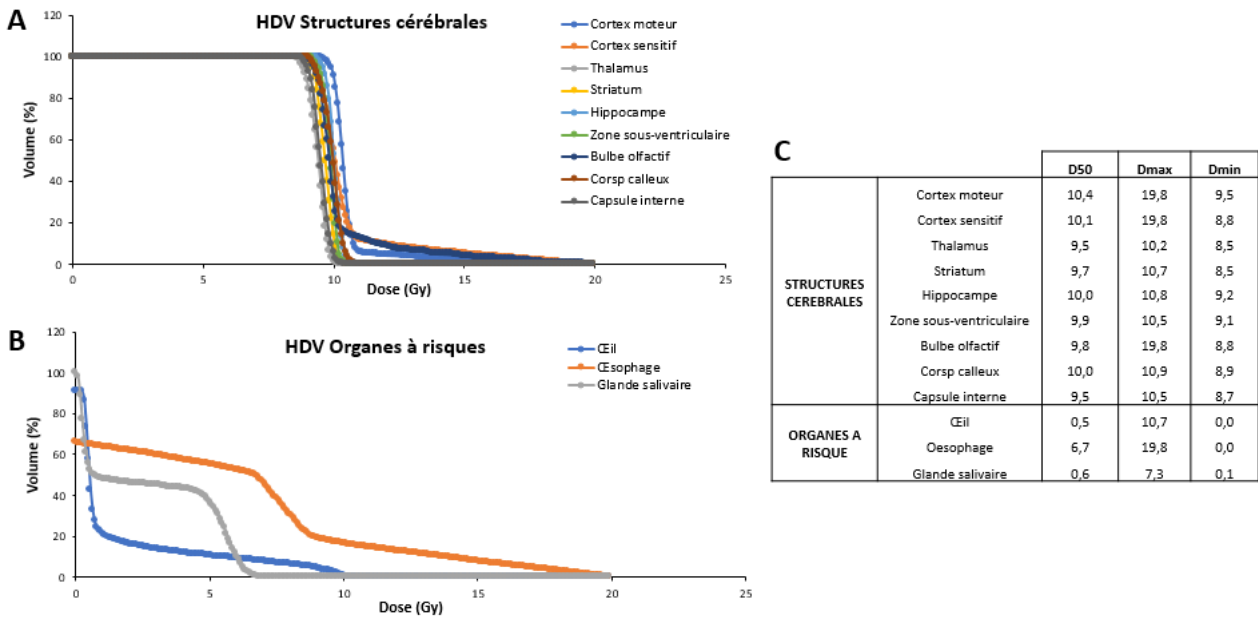 A
HDV Structures cérébrales
Cortex moteur
Cortex sensitif
Thalamus
Striatum
Hippocampe
Zone sous-ventriculaire
Bulbe olfactif
Corsp calleux
Capsule interne
Volume (%)
120
100
80
60
40
20
0
0 5 10 15 20 25
Dose (Gy)
B
HDV Organes à risques
Œil
Œsophage
Glande salivaire
Volume (%)
120
100
80
60
40
20
0
0 5 10 15 20 25
Dose (Gy)
C
D50 Dmax Dmin
STRUCTURES CEREBRALES
Cortex moteur 10,4 19,8 9,5
Cortex sensitif 10,1 19,8 8,8
Thalamus 9,5 10,2 8,5
Striatum 9,7 10,7 8,5
Hippocampe 10,0 10,8 9,2
Zone sous-ventriculaire 9,9 10,5 9,1
Bulbe olfactif 9,8 19,8 8,8
Corsp calleux 10,0 10,9 8,9
Capsule interne 9,5 10,5 8,7
ORGANES A RISQUE
Œil 0,5 10,7 0,0
Oesophage 6,7 19,8 0,0
Glande salivaire 0,6 7,3 0,1